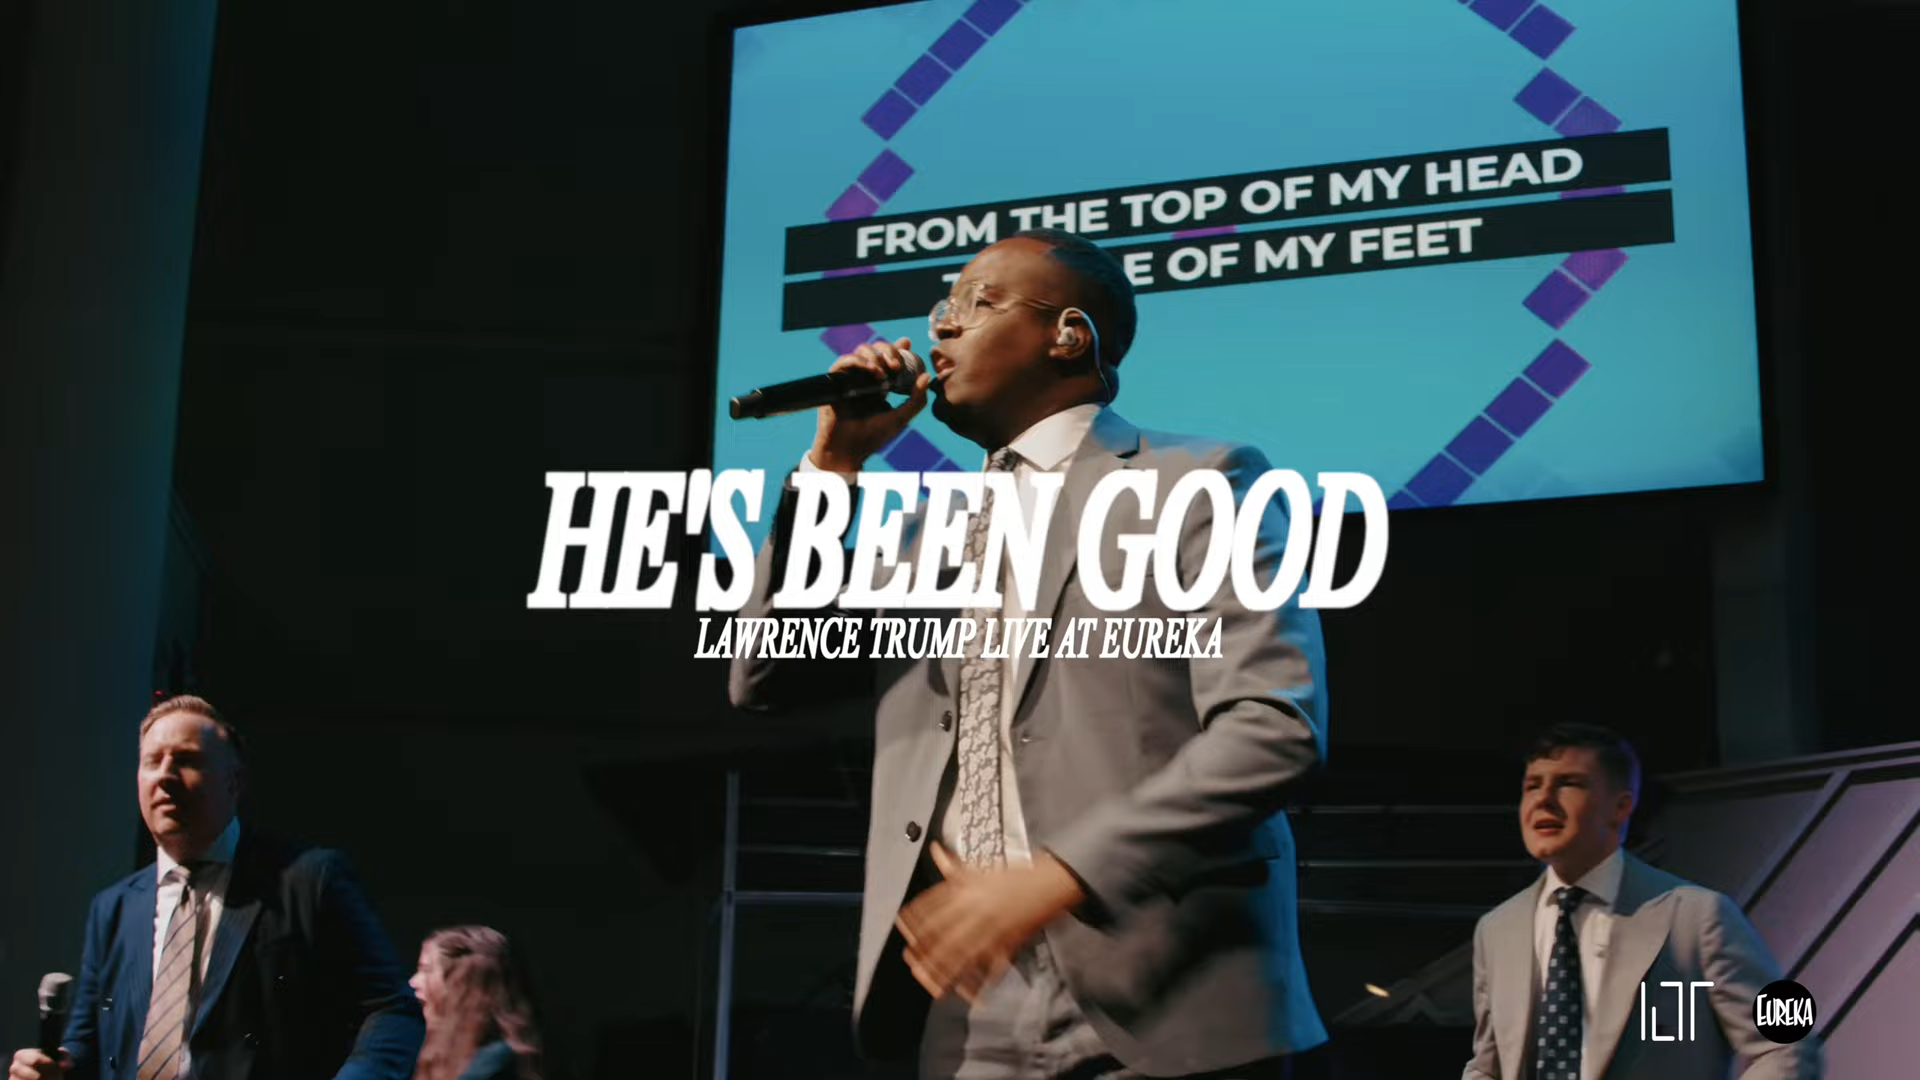 FROM THE TOP OF MY HEAD
OF MY FEET
HE'S BEEN GOOD
LAWRENCE TRUMP LIVE AT EUREKA
EUREKA